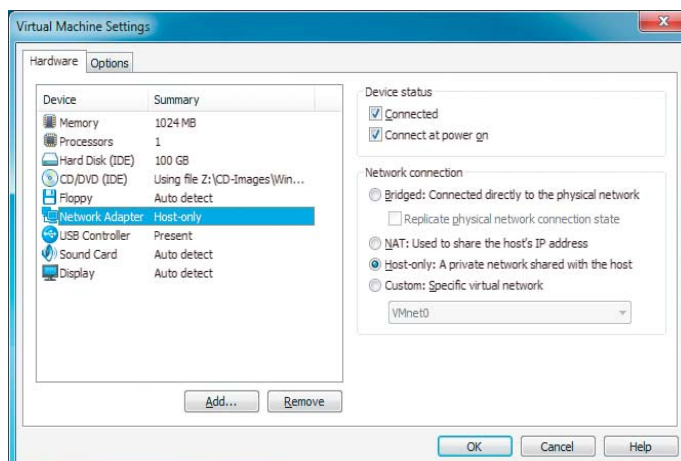 Virtual Machine Settings
Hardware Options
Device Summary
Memory 1024 MB
Processors 1
Hard Disk (IDE) 100 GB
CD/DVD (IDE) Using file Z:\CD-Images\Win...
Floppy Auto detect
Network Adapter Host-only
USB Controller Present
Sound Card Auto detect
Display Auto detect
Add... Remove
Device status
Connected
Connect at power on
Network connection
Bridged: Connected directly to the physical network
Replicate physical network connection state
NAT: Used to share the host's IP address
Host-only: A private network shared with the host
Custom: Specific virtual network
VMnet0
OK Cancel Help